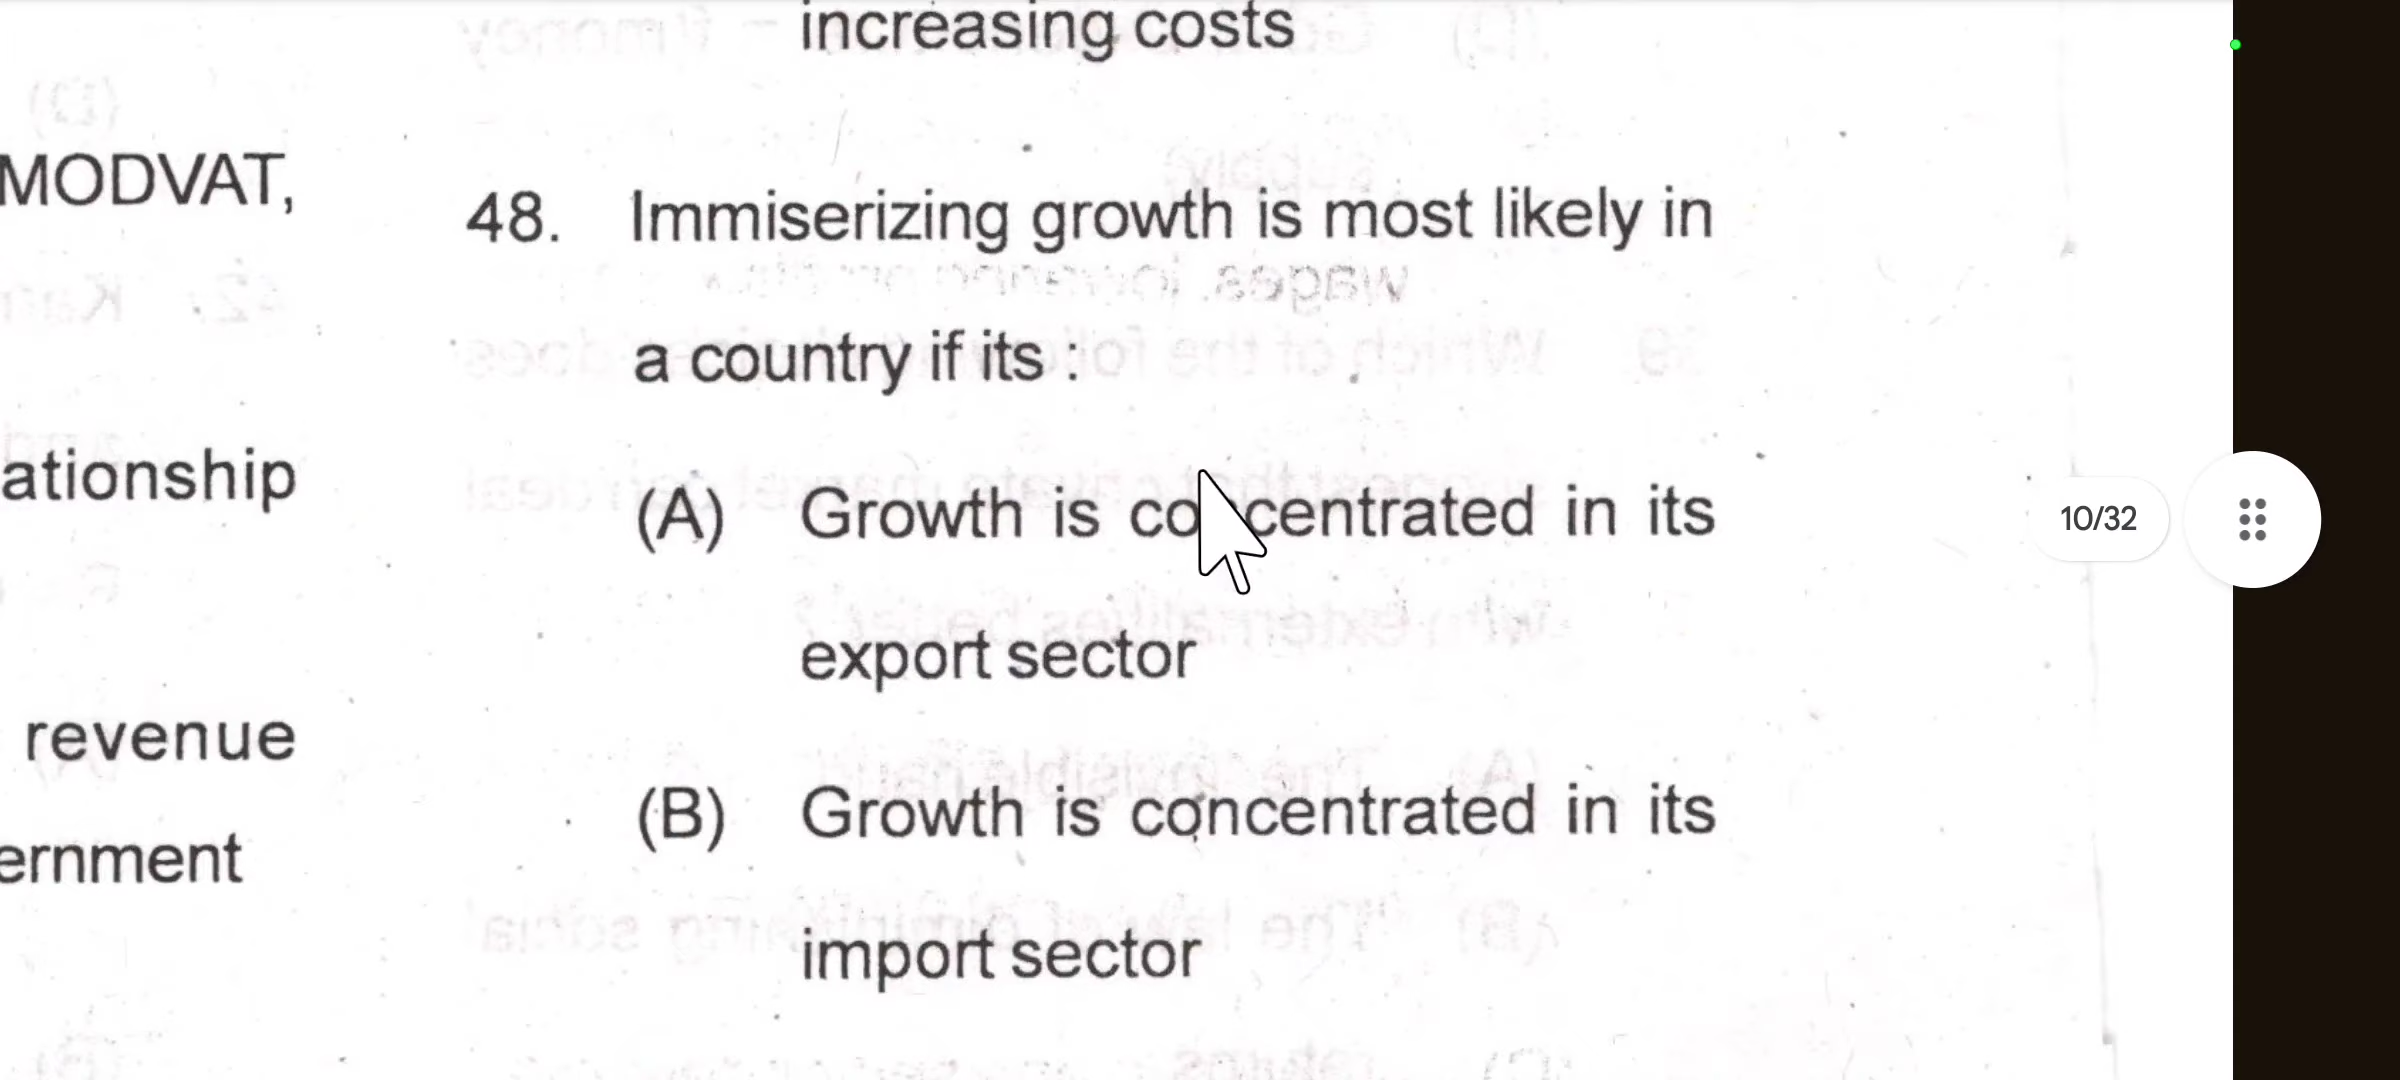 increasing costs
MODVAT,
ationship
revenue
ernment
48. Immiserizing growth is most likely in
a country if its :
(A) Growth is concentrated in its
export sector
(B) Growth is concentrated in its
import sector
10/32